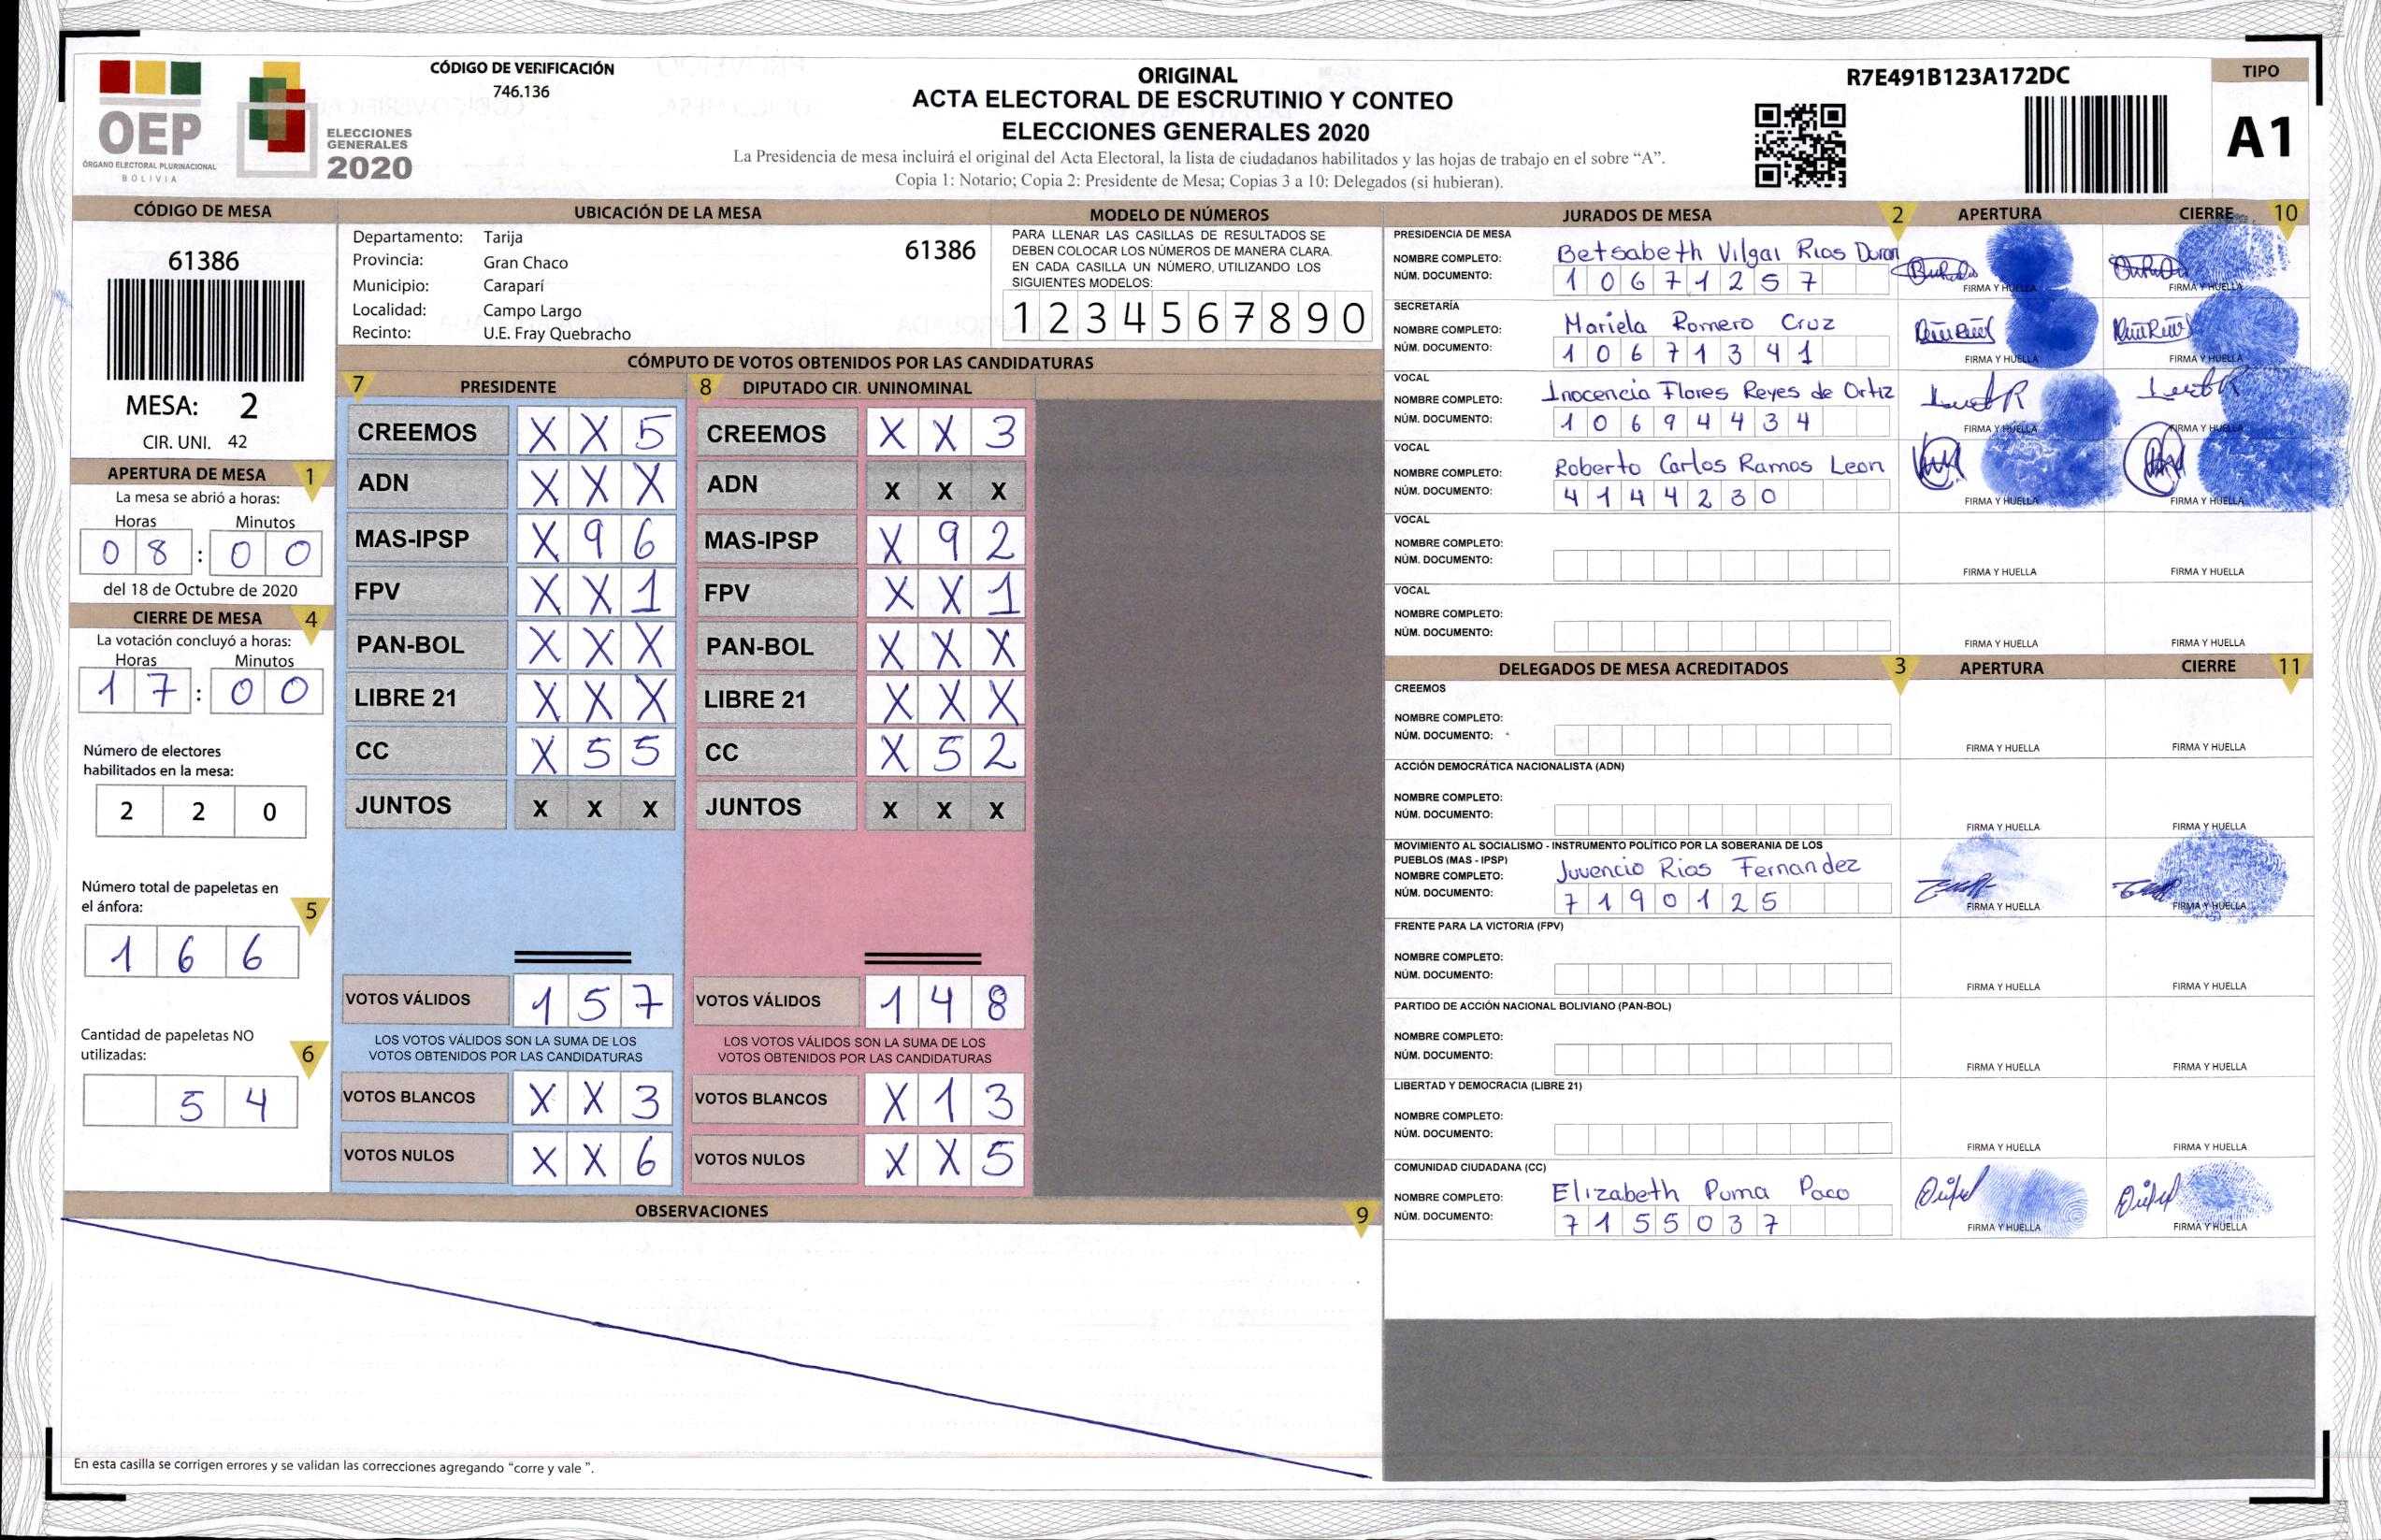 OEP
ÓRGANO ELECTORAL PLURINACIONAL
BOLIVIA
ELECCIONES
GENERALES
2020
CÓDIGO DE VERIFICACIÓN
746.136
ORIGINAL
ACTA ELECTORAL DE ESCRUTINIO Y CONTEO
ELECCIONES GENERALES 2020
La Presidencia de mesa incluirá el original del Acta Electoral, la lista de ciudadanos habilitados y las hojas de trabajo en el sobre “A”.
Copia 1: Notario; Copia 2: Presidente de Mesa; Copias 3 a 10: Delegados (si hubieran).
R7E491B123A172DC
TIPO
A1
CÓDIGO DE MESA
61386
MESA: 2
CIR. UNI. 42
APERTURA DE MESA 1
La mesa se abrió a horas:
Horas Minutos
08:00
del 18 de Octubre de 2020
CIERRE DE MESA 4
La votación concluyó a horas:
Horas Minutos
17:00
Número de electores
habilitados en la mesa:
2 2 0
Número total de papeletas en
el ánfora: 5
1 6 6
Cantidad de papeletas NO
utilizadas: 6
5 4
UBICACIÓN DE LA MESA
Departamento: Tarija 61386
Provincia: Gran Chaco
Municipio: Caraparí
Localidad: Campo Largo
Recinto: U.E. Fray Quebracho
MODELO DE NÚMEROS
PARA LLENAR LAS CASILLAS DE RESULTADOS SE
DEBEN COLOCAR LOS NÚMEROS DE MANERA CLARA.
EN CADA CASILLA UN NÚMERO, UTILIZANDO LOS
SIGUIENTES MODELOS:
1 2 3 4 5 6 7 8 9 0
CÓMPUTO DE VOTOS OBTENIDOS POR LAS CANDIDATURAS
7 PRESIDENTE 8 DIPUTADO CIR. UNINOMINAL
CREEMOS X X 5 CREEMOS X X 3
ADN X X X ADN X X X
MAS-IPSP X 9 6 MAS-IPSP X 9 2
FPV X X 1 FPV X X 1
PAN-BOL X X X PAN-BOL X X X
LIBRE 21 X X X LIBRE 21 X X X
CC X 5 5 CC X 5 2
JUNTOS X X X JUNTOS X X X
VOTOS VÁLIDOS 1 5 7 VOTOS VÁLIDOS 1 4 8
LOS VOTOS VÁLIDOS SON LA SUMA DE LOS LOS VOTOS VÁLIDOS SON LA SUMA DE LOS
VOTOS OBTENIDOS POR LAS CANDIDATURAS VOTOS OBTENIDOS POR LAS CANDIDATURAS
VOTOS BLANCOS X X 3 VOTOS BLANCOS X 1 3
VOTOS NULOS X X 6 VOTOS NULOS X X 5
OBSERVACIONES 9
En esta casilla se corrigen errores y se validan las correcciones agregando “corre y vale ”.
JURADOS DE MESA 2 APERTURA CIERRE 10
PRESIDENCIA DE MESA
NOMBRE COMPLETO: Betsabeth Vilgai Rios Duran
NÚM. DOCUMENTO: 10671257
FIRMA Y HUELLA FIRMA Y HUELLA
SECRETARÍA
NOMBRE COMPLETO: Mariela Romero Cruz
NÚM. DOCUMENTO: 10671341
FIRMA Y HUELLA FIRMA Y HUELLA
VOCAL
NOMBRE COMPLETO: Inocencia Flores Reyes de Ortiz
NÚM. DOCUMENTO: 10694434
FIRMA Y HUELLA FIRMA Y HUELLA
VOCAL
NOMBRE COMPLETO: Roberto Carlos Ramos Leon
NÚM. DOCUMENTO: 4144230
FIRMA Y HUELLA FIRMA Y HUELLA
VOCAL
NOMBRE COMPLETO:
NÚM. DOCUMENTO:
FIRMA Y HUELLA FIRMA Y HUELLA
VOCAL
NOMBRE COMPLETO:
NÚM. DOCUMENTO:
FIRMA Y HUELLA FIRMA Y HUELLA
DELEGADOS DE MESA ACREDITADOS 3 APERTURA CIERRE 11
CREEMOS
NOMBRE COMPLETO:
NÚM. DOCUMENTO:
FIRMA Y HUELLA FIRMA Y HUELLA
ACCIÓN DEMOCRÁTICA NACIONALISTA (ADN)
NOMBRE COMPLETO:
NÚM. DOCUMENTO:
FIRMA Y HUELLA FIRMA Y HUELLA
MOVIMIENTO AL SOCIALISMO - INSTRUMENTO POLÍTICO POR LA SOBERANIA DE LOS
PUEBLOS (MAS - IPSP)
NOMBRE COMPLETO: Juvencio Rios Fernandez
NÚM. DOCUMENTO: 7190125
FIRMA Y HUELLA FIRMA Y HUELLA
FRENTE PARA LA VICTORIA (FPV)
NOMBRE COMPLETO:
NÚM. DOCUMENTO:
FIRMA Y HUELLA FIRMA Y HUELLA
PARTIDO DE ACCIÓN NACIONAL BOLIVIANO (PAN-BOL)
NOMBRE COMPLETO:
NÚM. DOCUMENTO:
FIRMA Y HUELLA FIRMA Y HUELLA
LIBERTAD Y DEMOCRACIA (LIBRE 21)
NOMBRE COMPLETO:
NÚM. DOCUMENTO:
FIRMA Y HUELLA FIRMA Y HUELLA
COMUNIDAD CIUDADANA (CC)
NOMBRE COMPLETO: Elizabeth Puma Paco
NÚM. DOCUMENTO: 7155037
FIRMA Y HUELLA FIRMA Y HUELLA